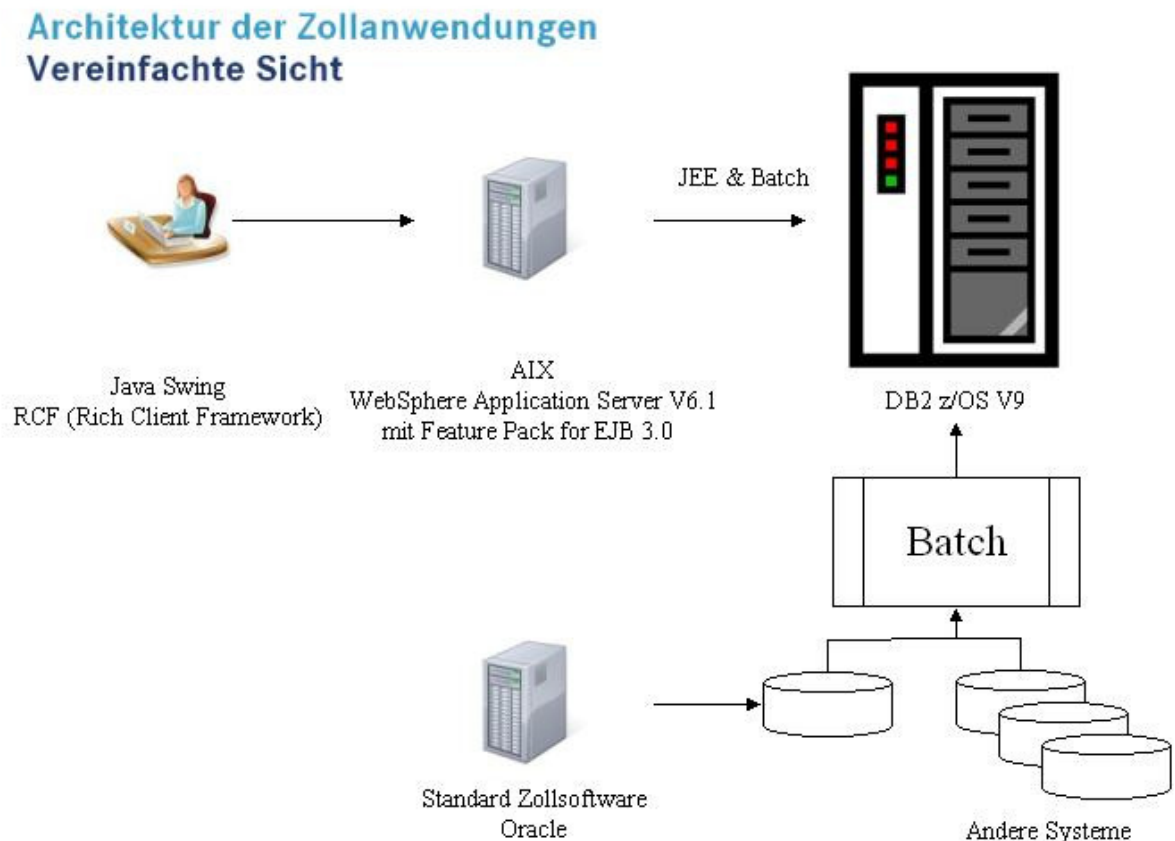 Architektur der Zollanwendungen
Vereinfachte Sicht
JEE & Batch
Java Swing
RCF (Rich Client Framework)
AIX
WebSphere Application Server V6.1
mit Feature Pack for EJB 3.0
DB2 z/OS V9
Batch
Standard Zollsoftware
Oracle
Andere Systeme